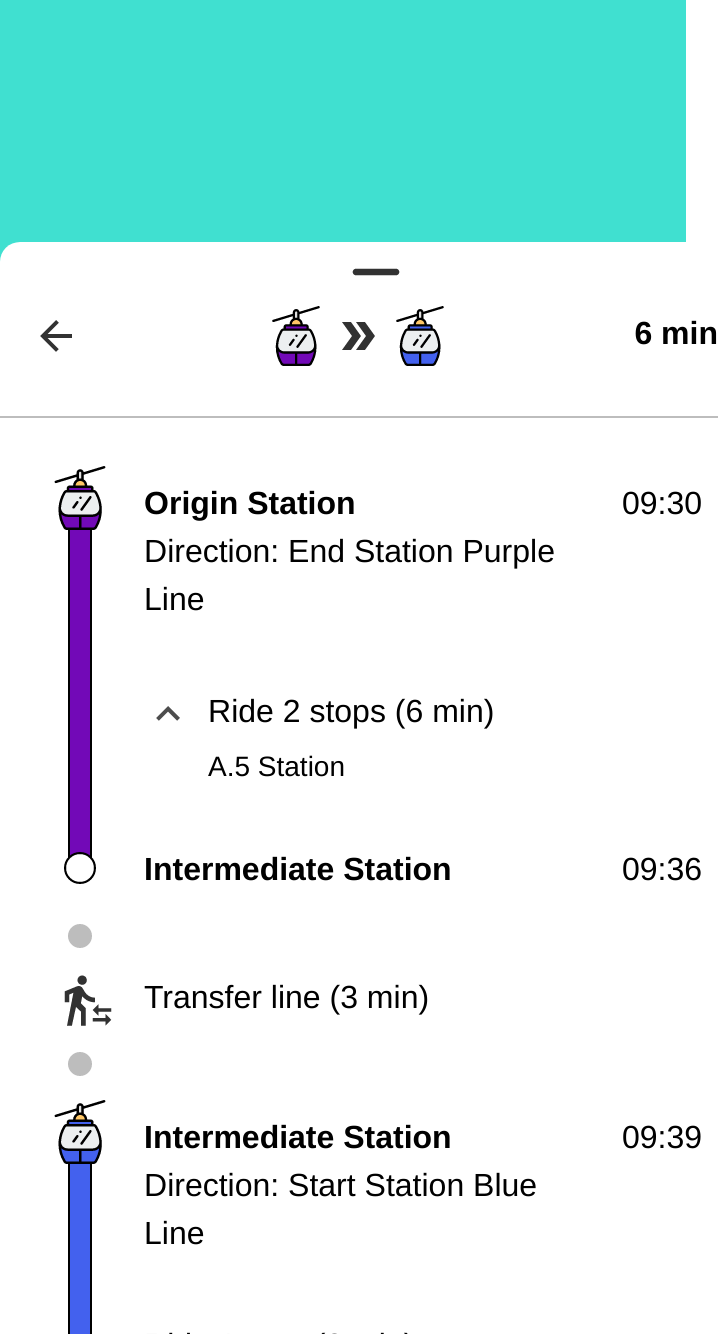 6 min
Origin Station 09:30
Direction: End Station Purple
Line
Ride 2 stops (6 min)
A.5 Station
Intermediate Station 09:36
Transfer line (3 min)
Intermediate Station 09:39
Direction: Start Station Blue
Line